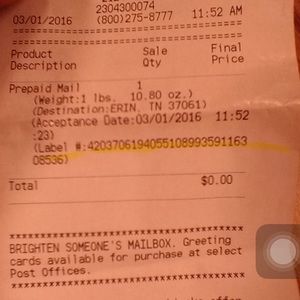 2304300074
03/01/2016 (800)275-8777 11:52 AM
Product Sale Final
Description Qty Price
Prepaid Mail 1
(Weight:1 lbs. 10.80 oz.)
(Destination:ERIN, TN 37061)
(Acceptance Date:03/01/2016 11:52
:23)
(Label #:4203706194055108993591163
08536)
Total $0.00
BRIGHTEN SOMEONE'S MAILBOX. Greeting
cards available for purchase at select
Post Offices.